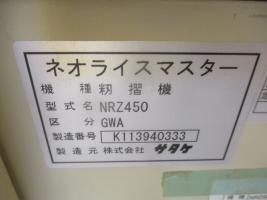 ネオライスマスター
機種 籾摺機
型式名 NRZ450
区分 GWA
製造番号 K113940333
製造元 株式会社 サタケ